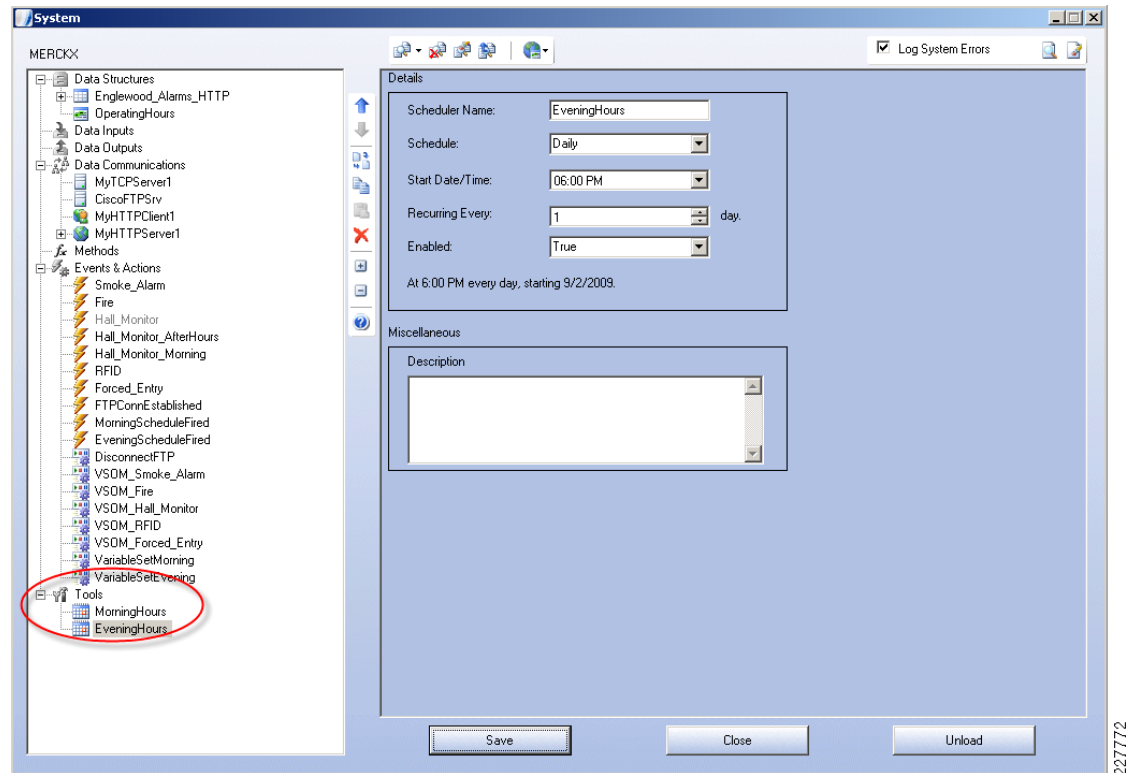 System
MERCKX
Log System Errors
Data Structures
Englewood_Alarms_HTTP
OperatingHours
Data Inputs
Data Outputs
Data Communications
MyTCPServer1
CiscoFTPSrv
MyHTTPClient1
MyHTTPServer1
fx Methods
Events & Actions
Smoke_Alarm
Fire
Hall_Monitor
Hall_Monitor_AfterHours
Hall_Monitor_Morning
RFID
Forced_Entry
FTPConnEstablished
MorningScheduleFired
EveningScheduleFired
DisconnectFTP
VSOM_Smoke_Alarm
VSOM_Fire
VSOM_Hall_Monitor
VSOM_RFID
VSOM_Forced_Entry
VariableSetMorning
VariableSetEvening
Tools
MorningHours
EveningHours
Details
Scheduler Name: EveningHours
Schedule: Daily
Start Date/Time: 06:00 PM
Recurring Every: 1 day.
Enabled: True
At 6:00 PM every day, starting 9/2/2009.
Miscellaneous
Description
Save Close Unload
227772